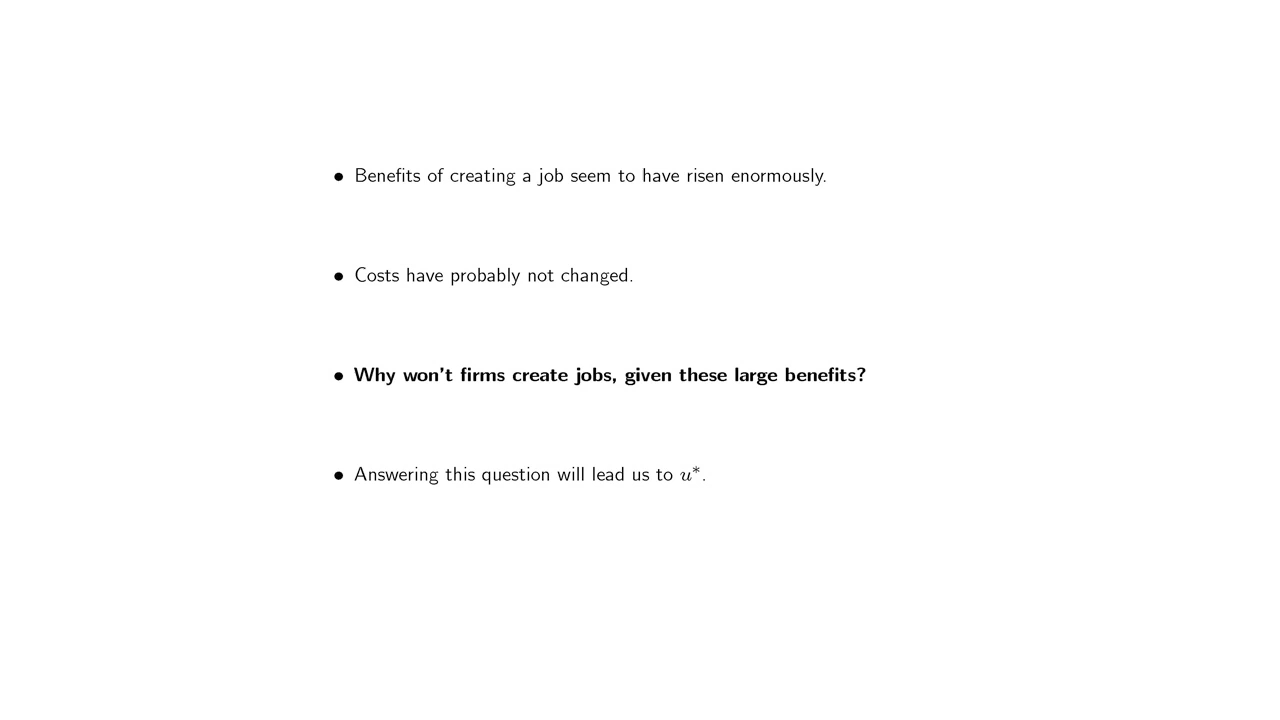 • Benefits of creating a job seem to have risen enormously.
• Costs have probably not changed.
• Why won't firms create jobs, given these large benefits?
• Answering this question will lead us to u*.